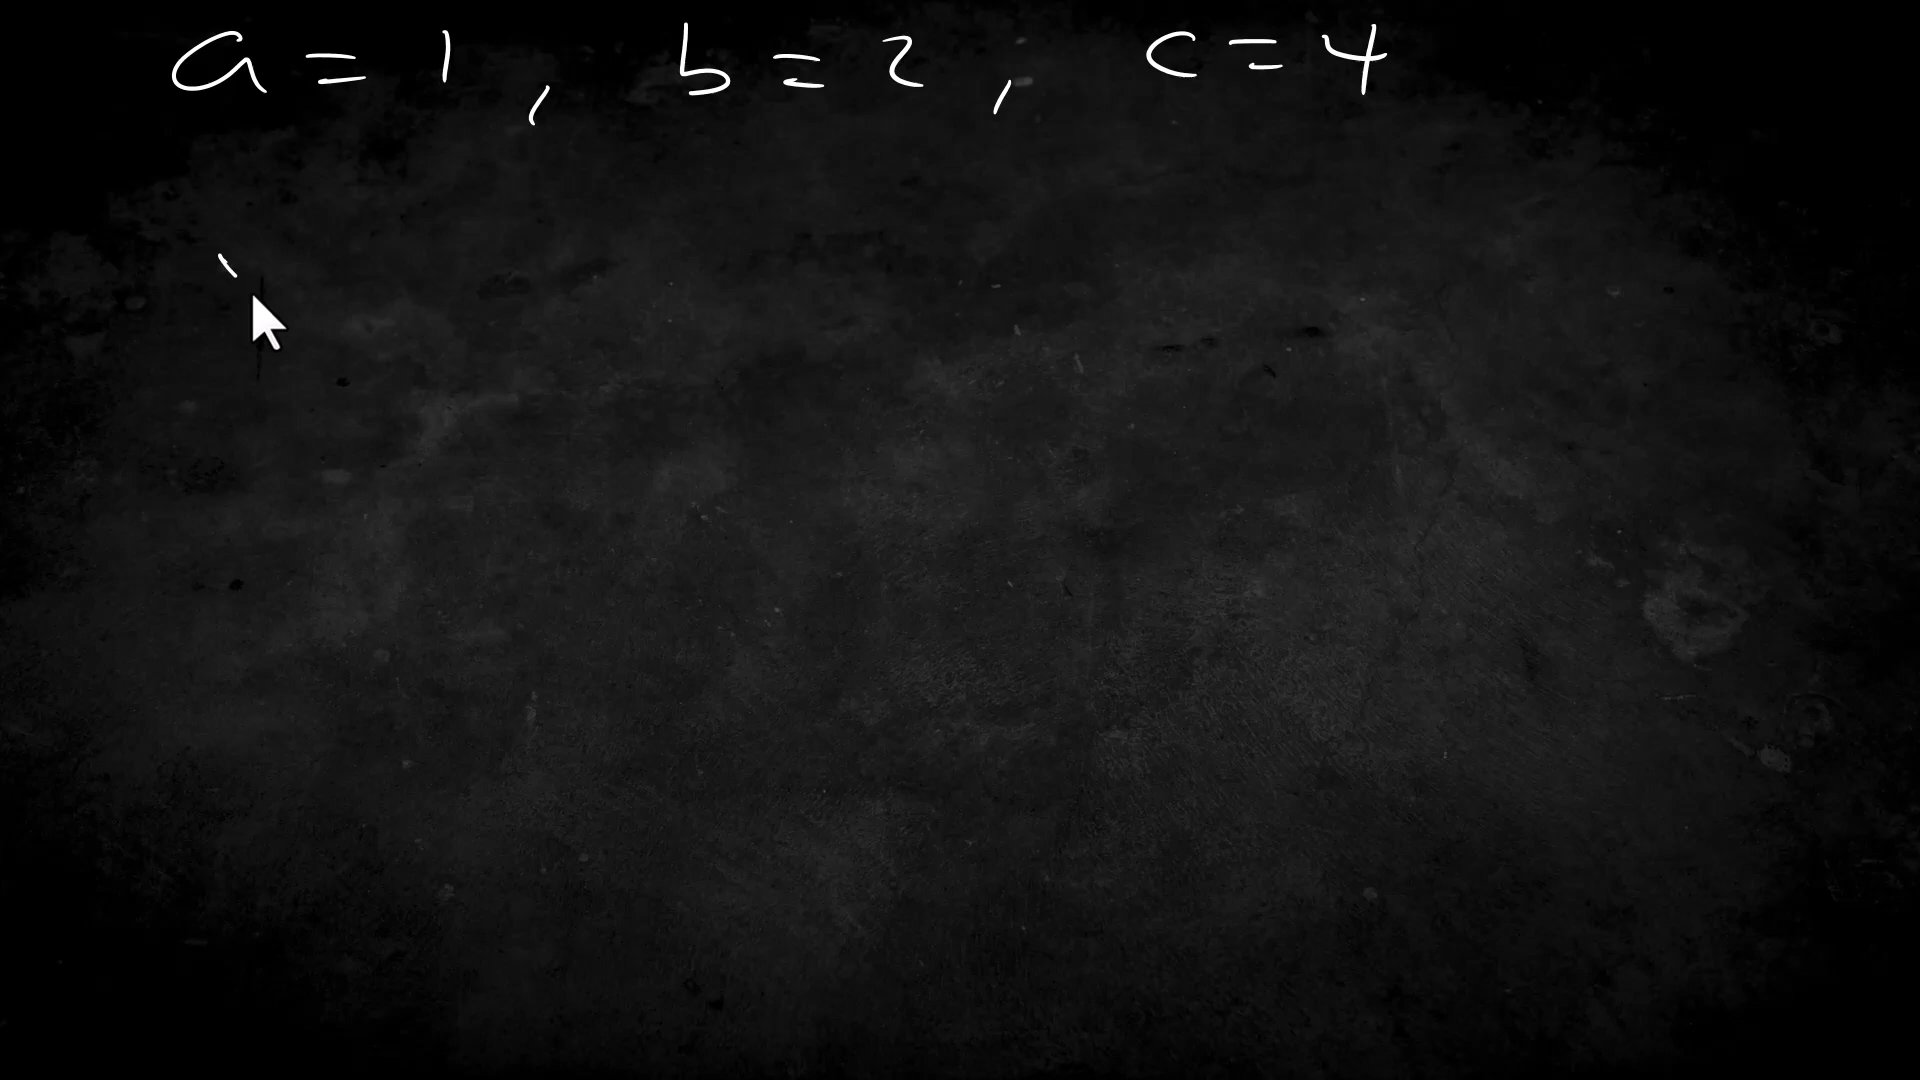 a = 1 , b = 2 , c = 4